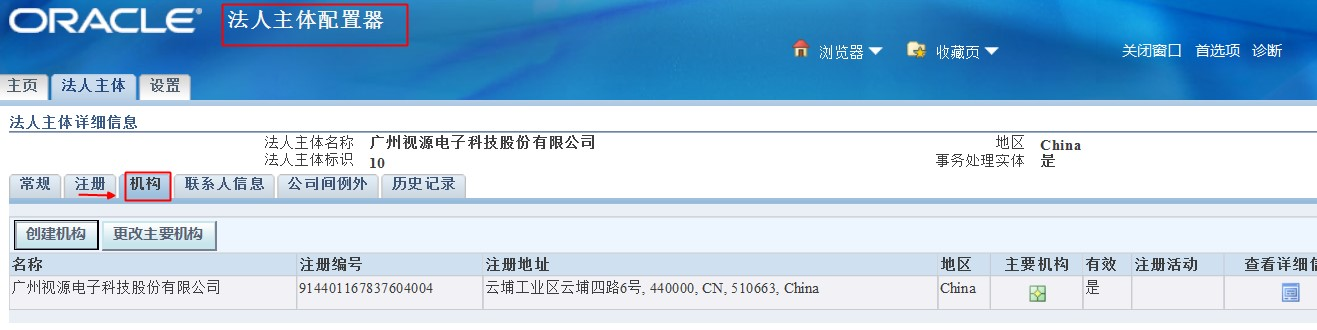 ORACLE 法人主体配置器
浏览器 收藏页 关闭窗口 首选项 诊断
主页 法人主体 设置
法人主体详细信息
法人主体名称 广州视源电子科技股份有限公司 地区 China
法人主体标识 10 事务处理实体 是
常规 注册 机构 联系人信息 公司间例外 历史记录
创建机构 更改主要机构
名称 注册编号 注册地址 地区 主要机构 有效 注册活动 查看详细信
广州视源电子科技股份有限公司 914401167837604004 云埔工业区云埔四路6号, 440000, CN, 510663, China China 是